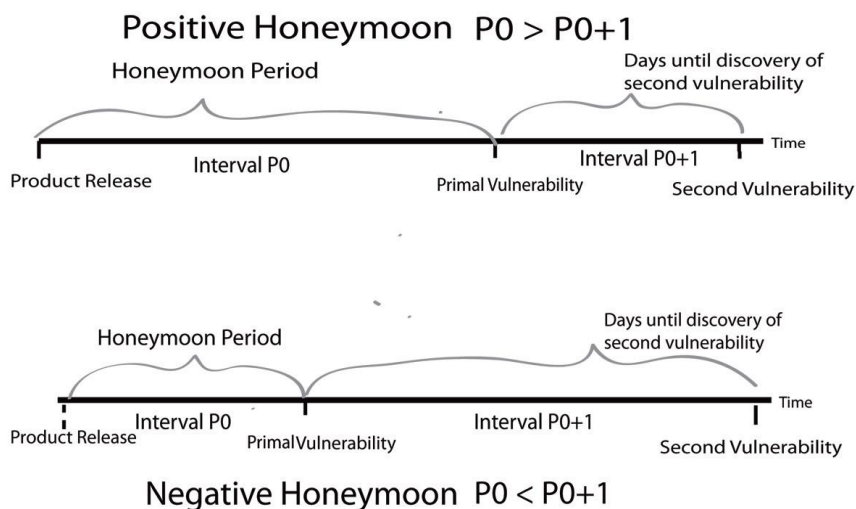 Positive Honeymoon P0 > P0+1
Honeymoon Period
Days until discovery of
second vulnerability
Time
Interval P0
Interval P0+1
Product Release
Primal Vulnerability
Second Vulnerability
Honeymoon Period
Days until discovery of
second vulnerability
Time
Interval P0
Interval P0+1
Product Release
Primal Vulnerability
Second Vulnerability
Negative Honeymoon P0 < P0+1